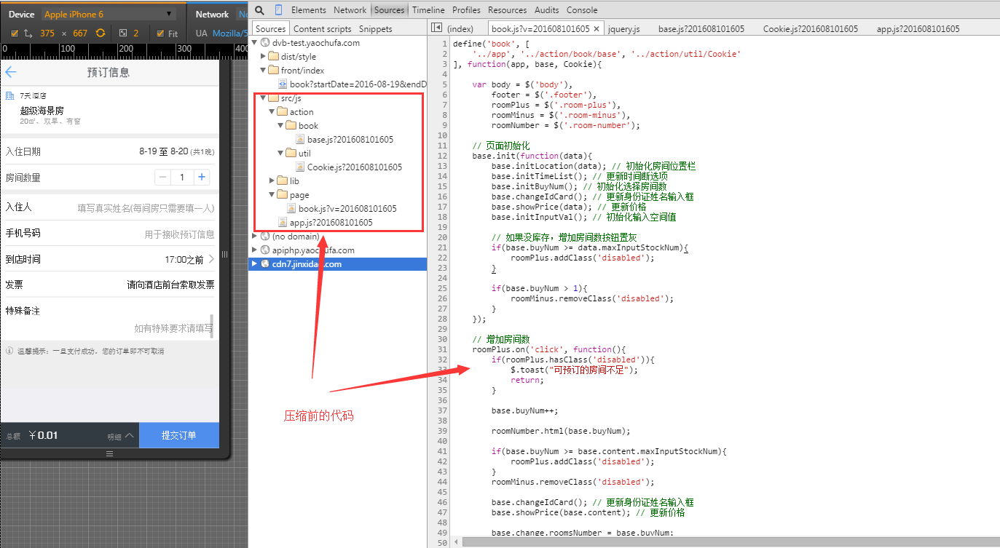 Device Apple iPhone 6 Network No
375 × 667 2 Fit UA Mozilla/5
0 100 200 300 400
预订信息
7天酒店
超级海景房
20㎡、双早、有窗
入住日期 8-19 至 8-20 (共1晚)
房间数量 1
入住人 填写真实姓名(每间房只需要填一人)
手机号码 用于接收预订信息
到店时间 17:00之前
发票 请向酒店前台索取发票
特殊备注
如有特殊要求请填写
温馨提示：一旦支付成功，您的订单即不可取消
总额 ￥0.01 明细 提交订单
Elements Network Sources Timeline Profiles Resources Audits Console
Sources Content scripts Snippets
dvb-test.yaochufa.com
dist/style
front/index
book?startDate=2016-08-19&endD
src/js
action
book
base.js?201608101605
util
Cookie.js?201608101605
lib
page
book.js?v=201608101605
app.js?201608101605
(no domain)
apiphp.yaochufa.com
压缩前的代码
(index) book.js?v=201608101605 × jquery.js base.js?201608101605 Cookie.js?201608101605 app.js?201608101605
1 define('book', [
2 '../app', '../action/book/base', '../action/util/Cookie'
3 ], function(app, base, Cookie){
4
5 var body = $('body'),
6 footer = $('.footer'),
7 roomPlus = $('.room-plus'),
8 roomMinus = $('.room-minus'),
9 roomNumber = $('.room-number');
10
11 // 页面初始化
12 base.init(function(data){
13 base.initLocation(data); // 初始化房间位置栏
14 base.initTimeList(); // 更新时间断选项
15 base.initBuyNum(); // 初始化选择房间数
16 base.changeIdCard(); // 更新身份证姓名输入框
17 base.showPrice(data); // 更新价格
18 base.initInputVal(); // 初始化输入空间值
19
20 // 如果没库存，增加房间数按钮置灰
21 if(base.buyNum >= data.maxInputStockNum){
22 roomPlus.addClass('disabled');
23 }
24
25 if(base.buyNum > 1){
26 roomMinus.removeClass('disabled');
27 }
28 });
29
30 // 增加房间数
31 roomPlus.on('click', function(){
32 if(roomPlus.hasClass('disabled')){
33 $.toast("可预订的房间不足");
34 return;
35 }
36
37 base.buyNum++;
38
39 roomNumber.html(base.buyNum);
40
41 if(base.buyNum >= base.content.maxInputStockNum){
42 roomPlus.addClass('disabled');
43 }
44 roomMinus.removeClass('disabled');
45
46 base.changeIdCard(); // 更新身份证姓名输入框
47 base.showPrice(base.content); // 更新价格
48
49 base.change.roomsNumber = base.buyNum;
50